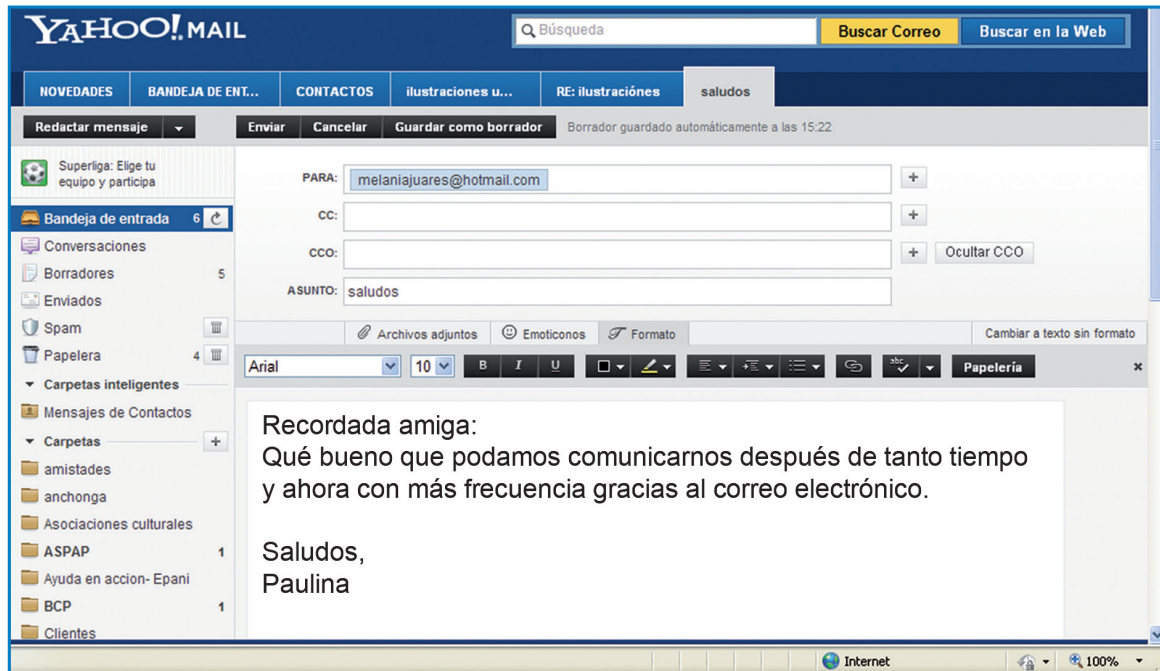 YAHOO! MAIL
Búsqueda
Buscar Correo
Buscar en la Web
NOVEDADES
BANDEJA DE ENT...
CONTACTOS
ilustraciones u...
RE: ilustraciónes
saludos
Redactar mensaje
Enviar
Cancelar
Guardar como borrador
Borrador guardado automáticamente a las 15:22
Superliga: Elige tu
equipo y participa
Bandeja de entrada 6
Conversaciones
Borradores 5
Enviados
Spam
Papelera 4
Carpetas inteligentes
Mensajes de Contactos
Carpetas +
amistades
anchonga
Asociaciones culturales
ASPAP 1
Ayuda en accion- Epani
BCP 1
Clientes
PARA: melaniajuares@hotmail.com +
CC: +
CCO: + Ocultar CCO
ASUNTO: saludos
Archivos adjuntos
Emoticonos
Formato
Cambiar a texto sin formato
Arial 10 B I U abc Papelería x
Recordada amiga:
Qué bueno que podamos comunicarnos después de tanto tiempo
y ahora con más frecuencia gracias al correo electrónico.
Saludos,
Paulina
Internet
100%